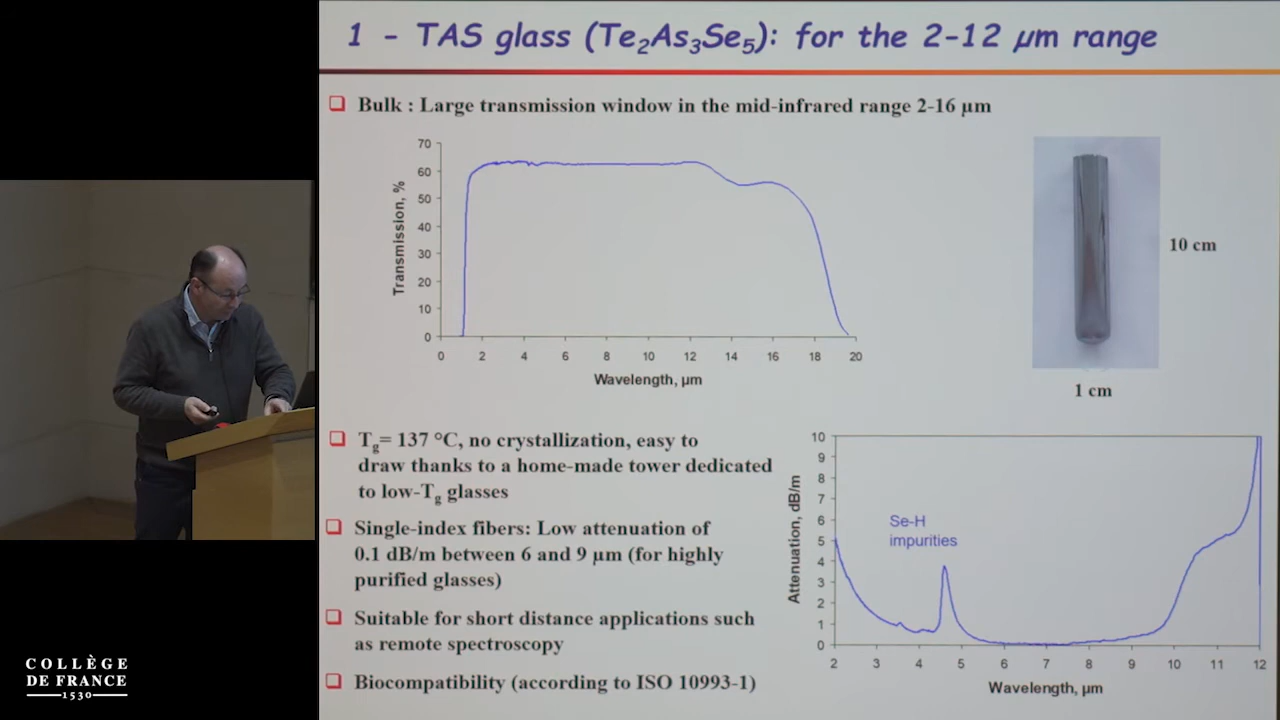 1 - TAS glass (Te2As3Se5): for the 2-12 µm range
❑ Bulk : Large transmission window in the mid-infrared range 2-16 µm
70
60
50
40
30
20
10
0
Transmission, %
0 2 4 6 8 10 12 14 16 18 20
Wavelength, µm
10 cm
1 cm
❑ Tg= 137 °C, no crystallization, easy to
draw thanks to a home-made tower dedicated
to low-Tg glasses
❑ Single-index fibers: Low attenuation of
0.1 dB/m between 6 and 9 µm (for highly
purified glasses)
❑ Suitable for short distance applications such
as remote spectroscopy
❑ Biocompatibility (according to ISO 10993-1)
10
9
8
7
6
5
4
3
2
1
0
Attenuation, dB/m
Se-H
impurities
2 3 4 5 6 7 8 9 10 11 12
Wavelength, µm
COLLÈGE
DE FRANCE
1530